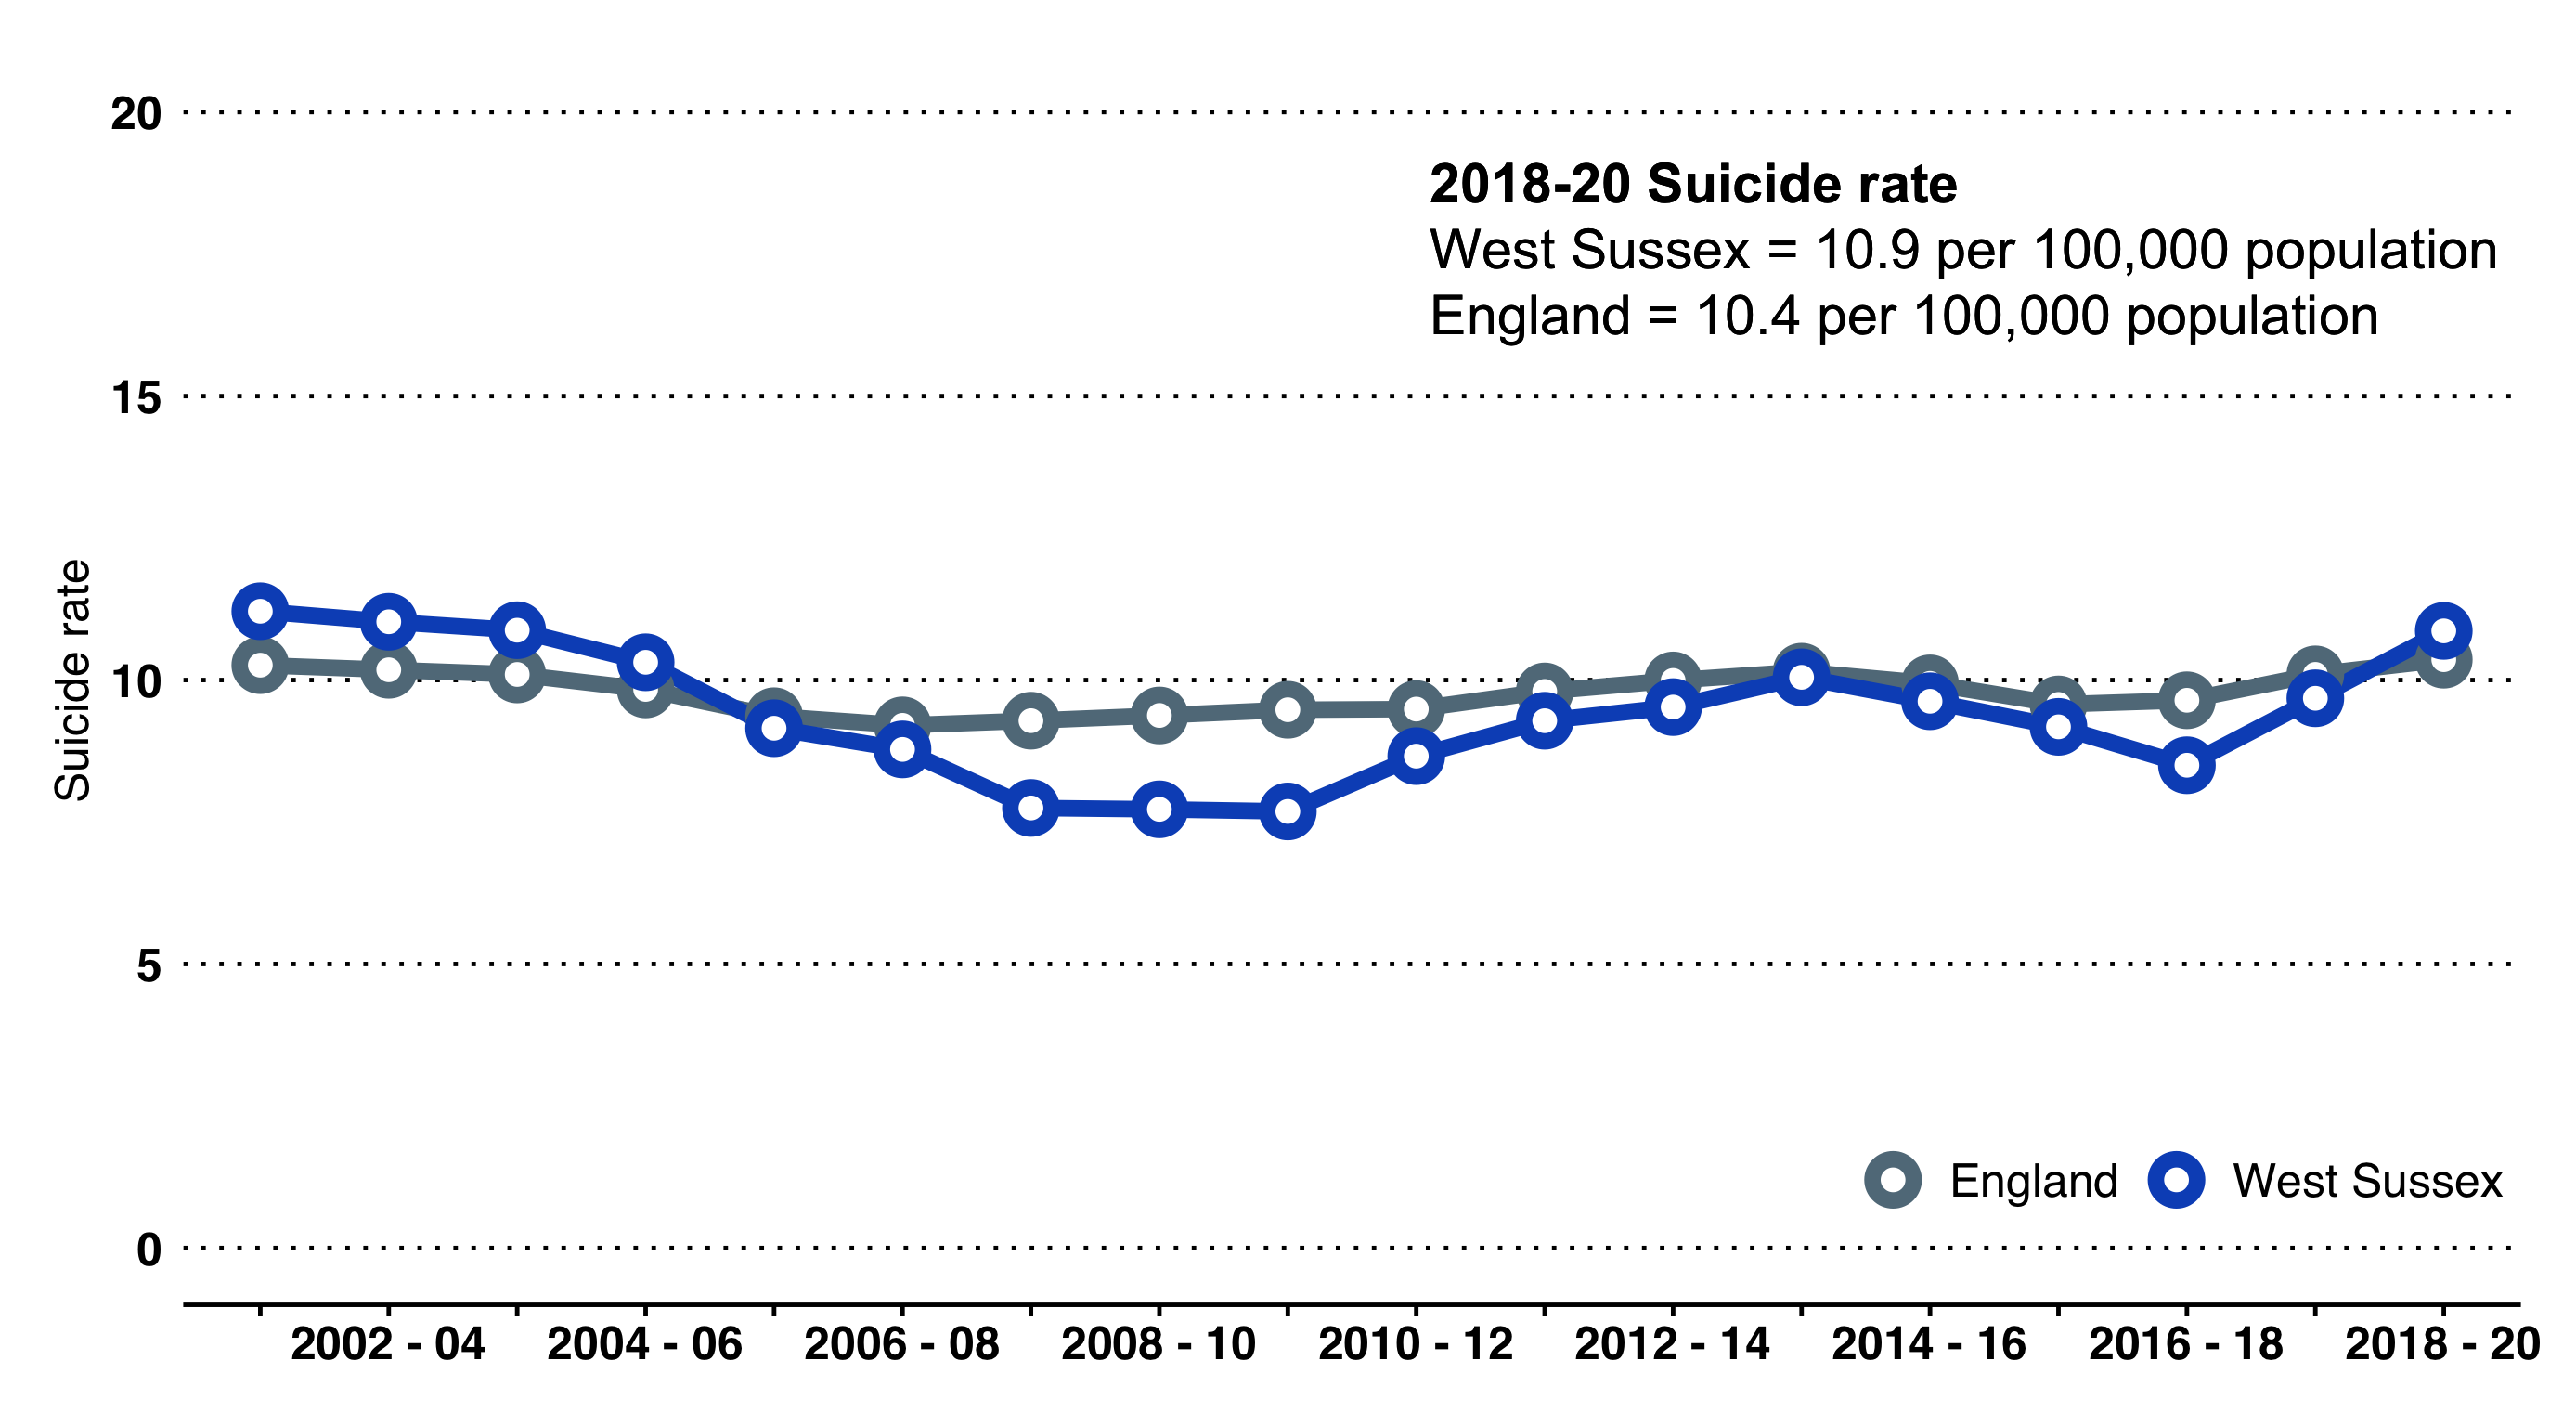 20
2018-20 Suicide rate
West Sussex = 10.9 per 100,000 population
England = 10.4 per 100,000 population
15
Suicide rate
10
5
England West Sussex
0
2002 - 04 2004 - 06 2006 - 08 2008 - 10 2010 - 12 2012 - 14 2014 - 16 2016 - 18 2018 - 20